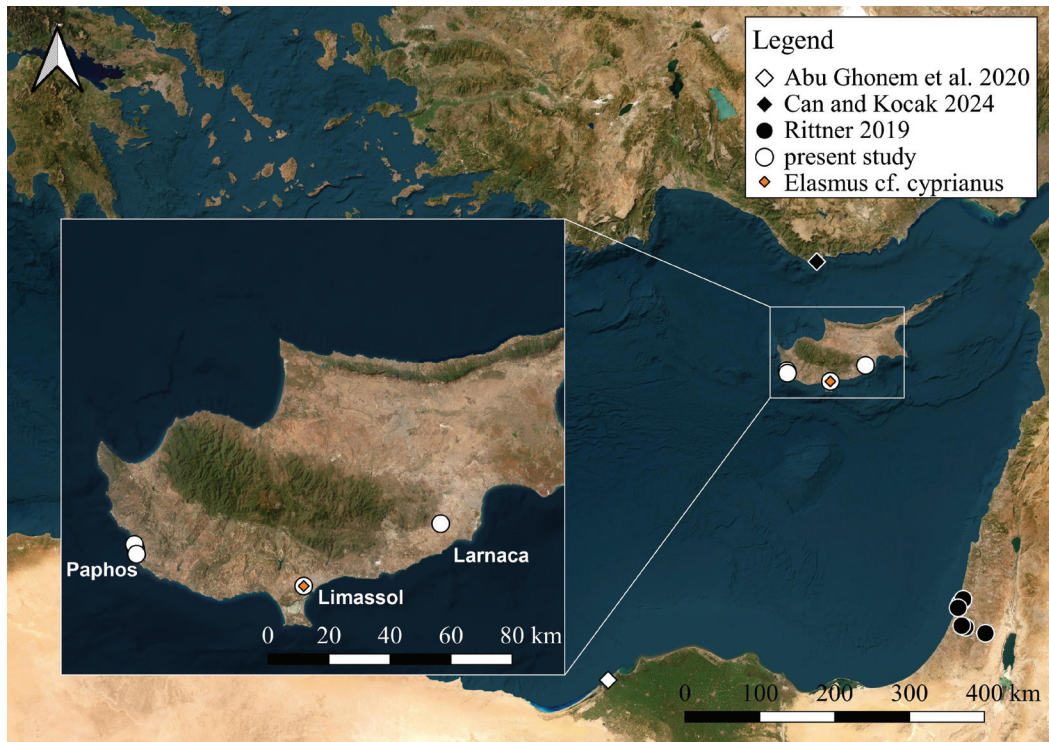 Legend
Abu Ghonem et al. 2020
Can and Kocak 2024
Rittner 2019
present study
Elasmus cf. cyprianus
Paphos
Larnaca
Limassol
0 20 40 60 80 km
0 100 200 300 400 km